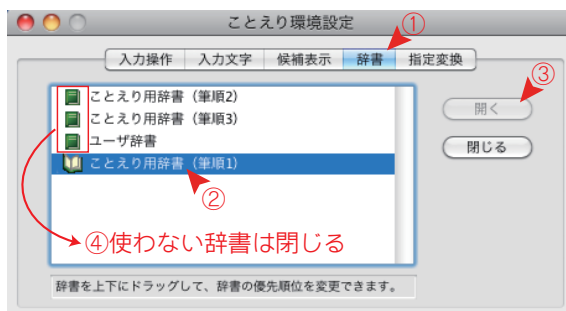 ことえり環境設定
①
入力操作 入力文字 候補表示 辞書 指定変換
③
ことえり用辞書（筆順2）
ことえり用辞書（筆順3）
ユーザ辞書
ことえり用辞書（筆順1）
②
開く
閉じる
④使わない辞書は閉じる
辞書を上下にドラッグして、辞書の優先順位を変更できます。